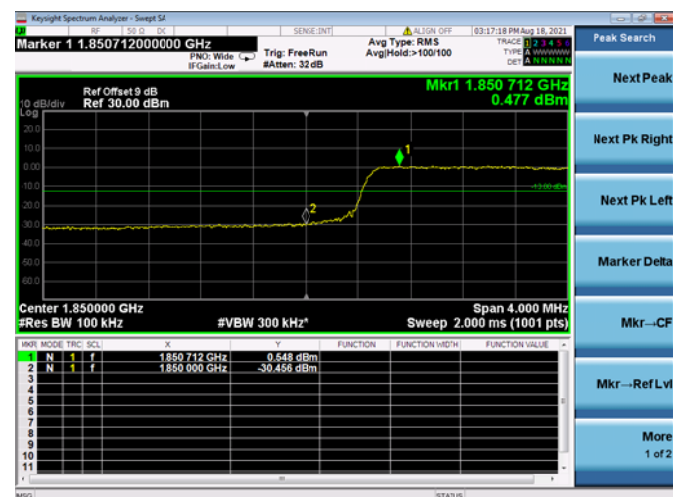 Keysight Spectrum Analyzer - Swept SA
RF 50 Ω DC SENSE:INT ALIGN OFF 03:17:18 PM Aug 18, 2021
Marker 1 1.850712000000 GHz
PNO: Wide
IFGain:Low
Trig: FreeRun
#Atten: 32 dB
Avg Type: RMS
Avg|Hold:>100/100
TRACE 1 2 3 4 5 6
TYPE A WWWWW
DET A N N N N N
Peak Search
Next Peak
Next Pk Right
Next Pk Left
Marker Delta
Mkr→CF
Mkr→Ref Lvl
More
1 of 2
Mkr1 1.850 712 GHz
0.477 dBm
Ref Offset 9 dB
10 dB/div Ref 30.00 dBm
Log
20.0
10.0
0.00
-10.0
-20.0
-30.0
-40.0
-50.0
-60.0
1
2
-13.00 dBm
Center 1.850000 GHz Span 4.000 MHz
#Res BW 100 kHz #VBW 300 kHz* Sweep 2.000 ms (1001 pts)
MKR MODE TRC SCL X Y FUNCTION FUNCTION WIDTH FUNCTION VALUE
1 N 1 f 1.850 712 GHz 0.548 dBm
2 N 1 f 1.850 000 GHz -30.456 dBm
3
4
5
6
7
8
9
10
11
MSG STATUS